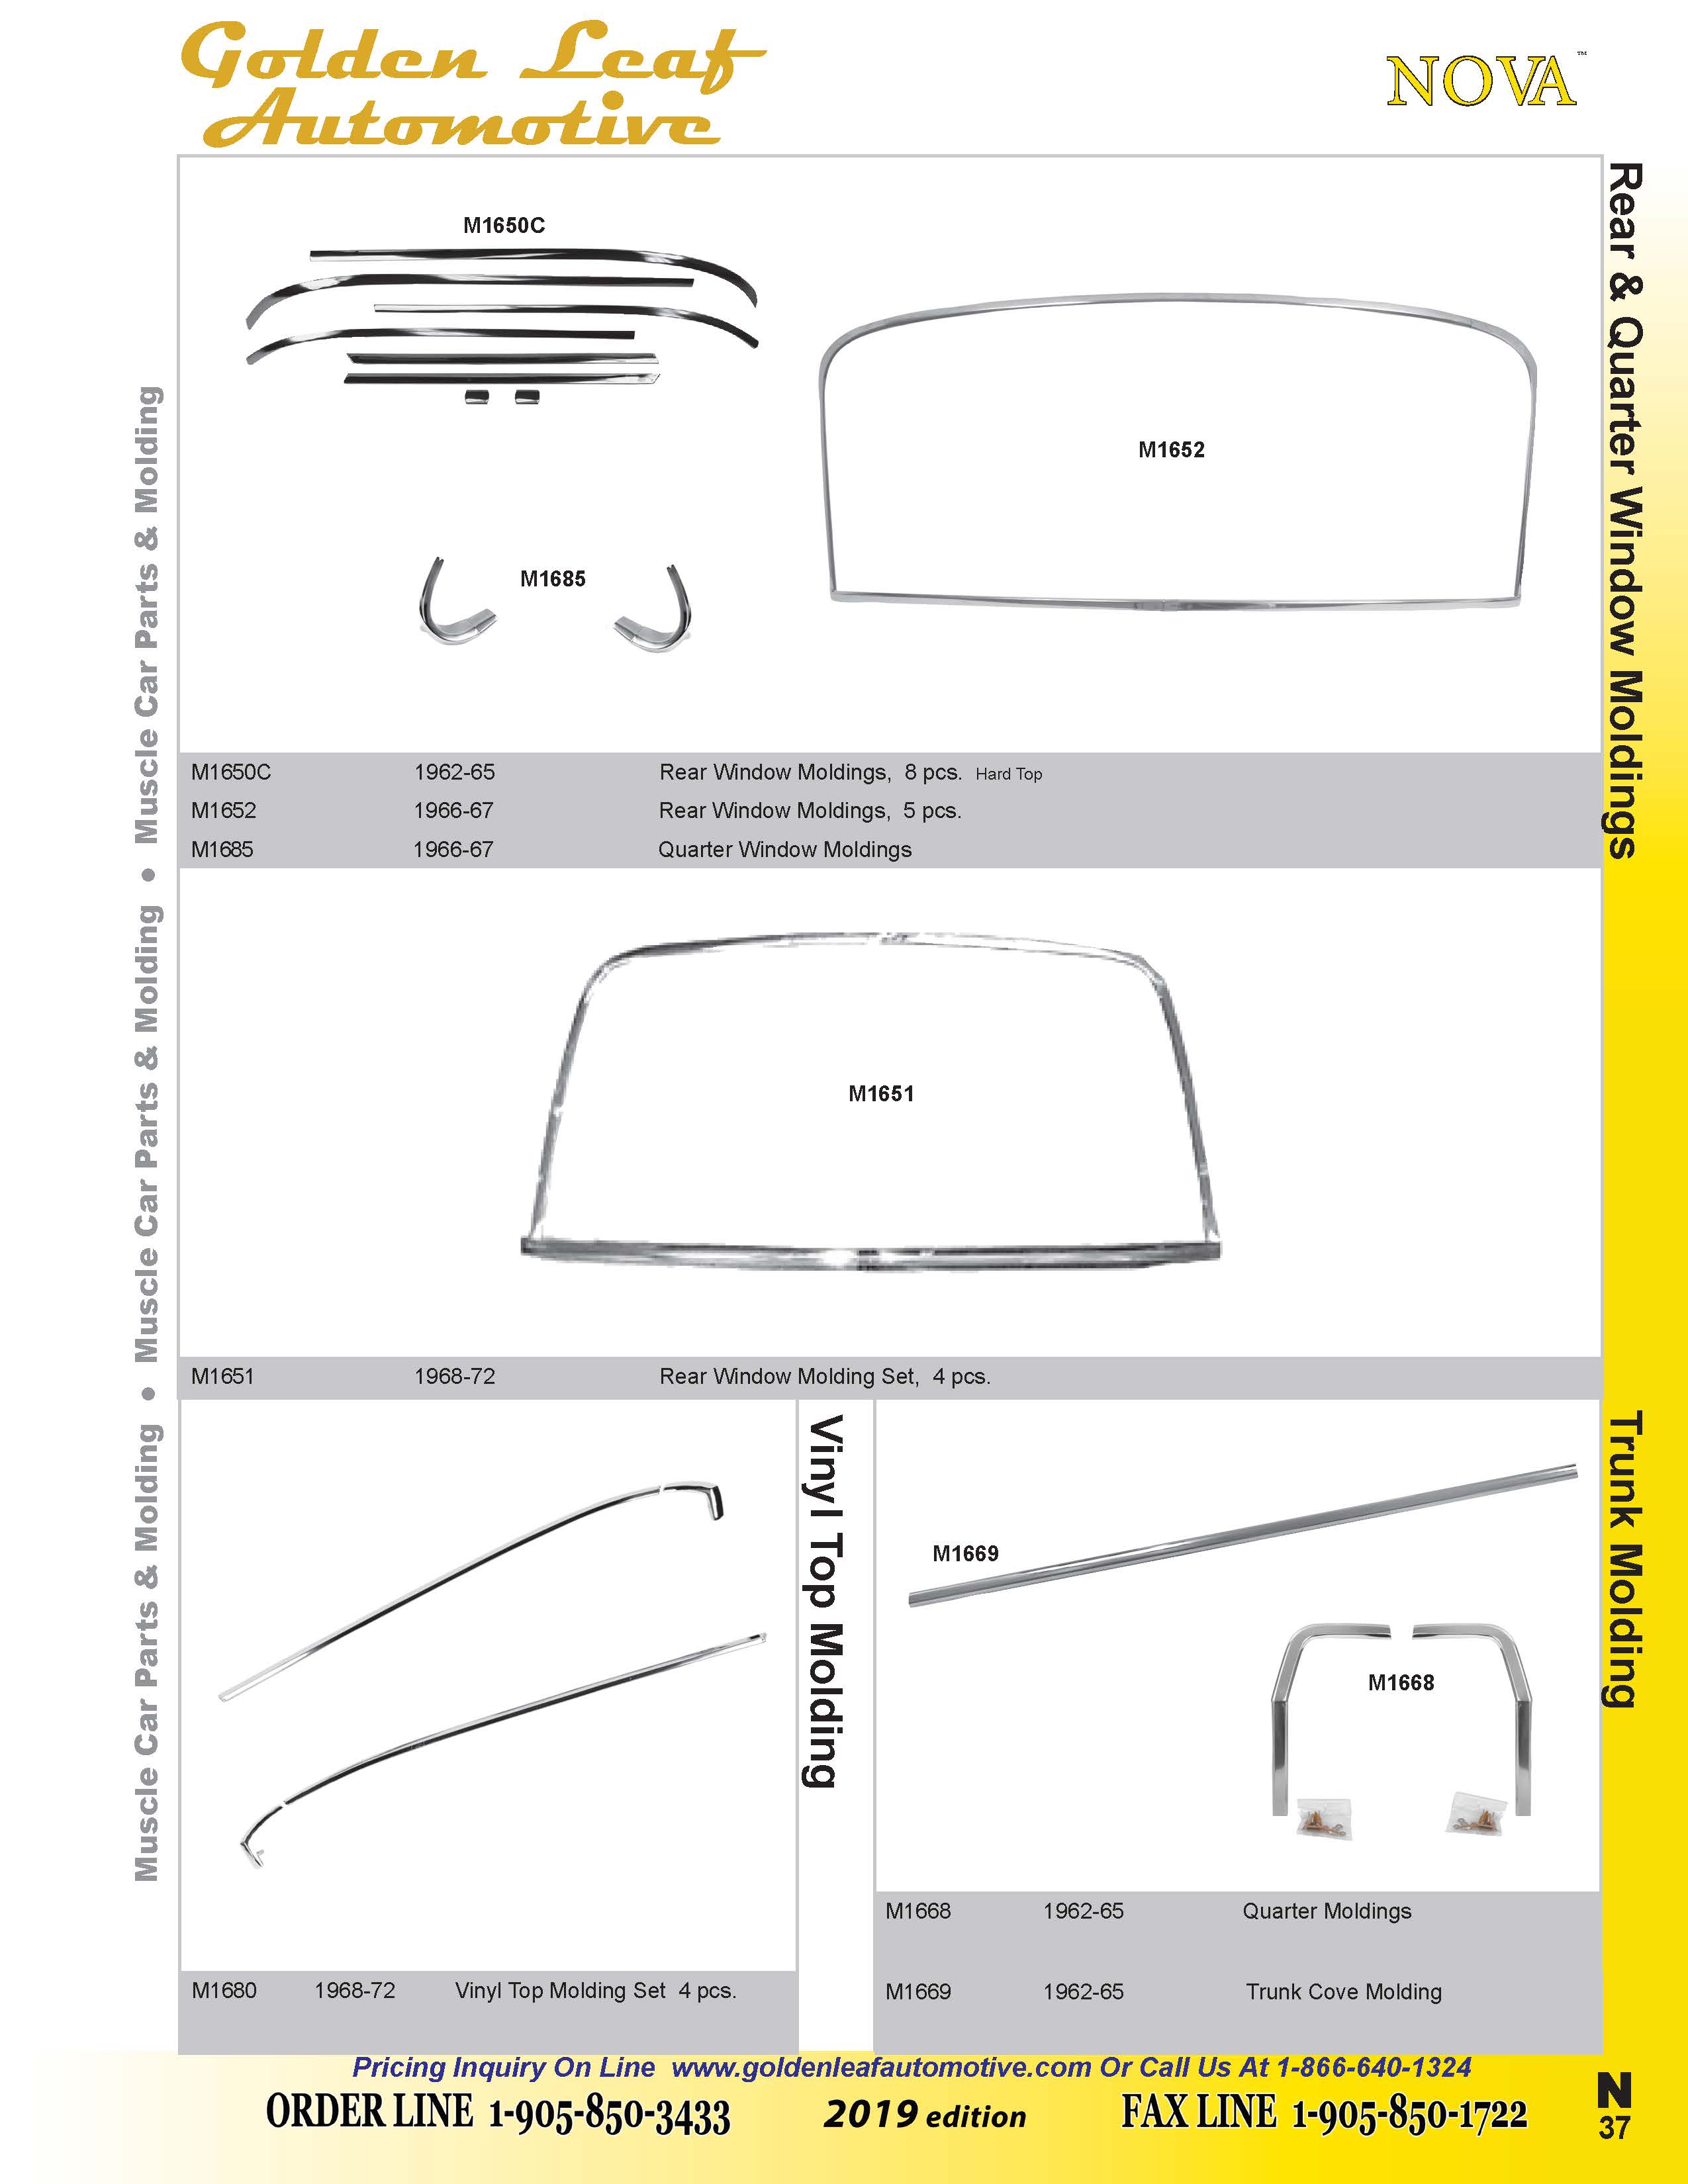 Golden Leaf
Automotive
NOVA™
Rear & Quarter Window Moldings
Muscle Car Parts & Molding • Muscle Car Parts & Molding • Muscle Car Parts & Molding
M1650C
M1652
M1685
M1650C 1962-65 Rear Window Moldings, 8 pcs. Hard Top
M1652 1966-67 Rear Window Moldings, 5 pcs.
M1685 1966-67 Quarter Window Moldings
M1651
M1651 1968-72 Rear Window Molding Set, 4 pcs.
Vinyl Top Molding
M1680 1968-72 Vinyl Top Molding Set 4 pcs.
Trunk Molding
M1669
M1668
M1668 1962-65 Quarter Moldings
M1669 1962-65 Trunk Cove Molding
Pricing Inquiry On Line www.goldenleafautomotive.com Or Call Us At 1-866-640-1324
ORDER LINE 1-905-850-3433 2019 edition FAX LINE 1-905-850-1722
N
37